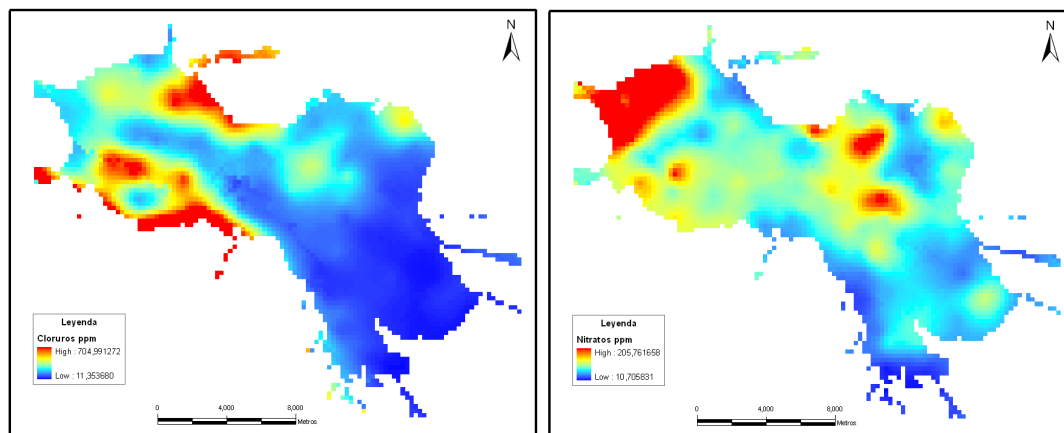 N
Leyenda
Cloruros ppm
High : 704,991272
Low : 11,353680
0 4,000 8,000
Metros
N
Leyenda
Nitratos ppm
High : 205,761658
Low : 10,705831
0 4,000 8,000
Metros